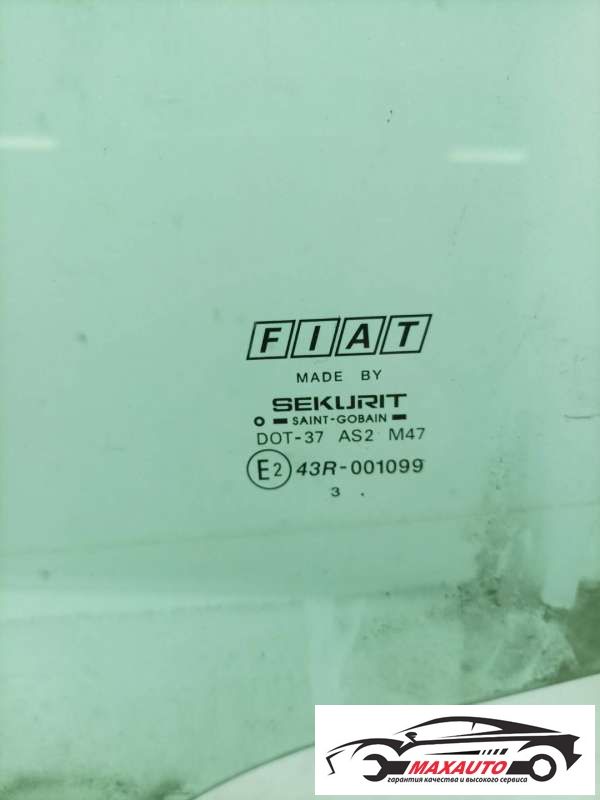 FIAT
MADE BY
SEKURIT
SAINT-GOBAIN
DOT-37 AS2 M47
E2 43R-001099
3
MAXAUTO
гарантия качества и высокого сервиса